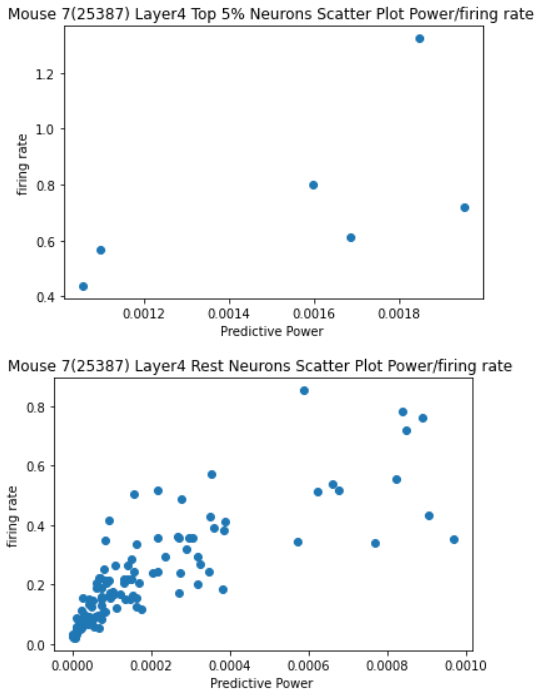 Mouse 7(25387) Layer4 Top 5% Neurons Scatter Plot Power/firing rate
1.2
1.0
0.8
0.6
0.4
firing rate
0.0012 0.0014 0.0016 0.0018
Predictive Power
Mouse 7(25387) Layer4 Rest Neurons Scatter Plot Power/firing rate
0.8
0.6
0.4
0.2
0.0
firing rate
0.0000 0.0002 0.0004 0.0006 0.0008 0.0010
Predictive Power